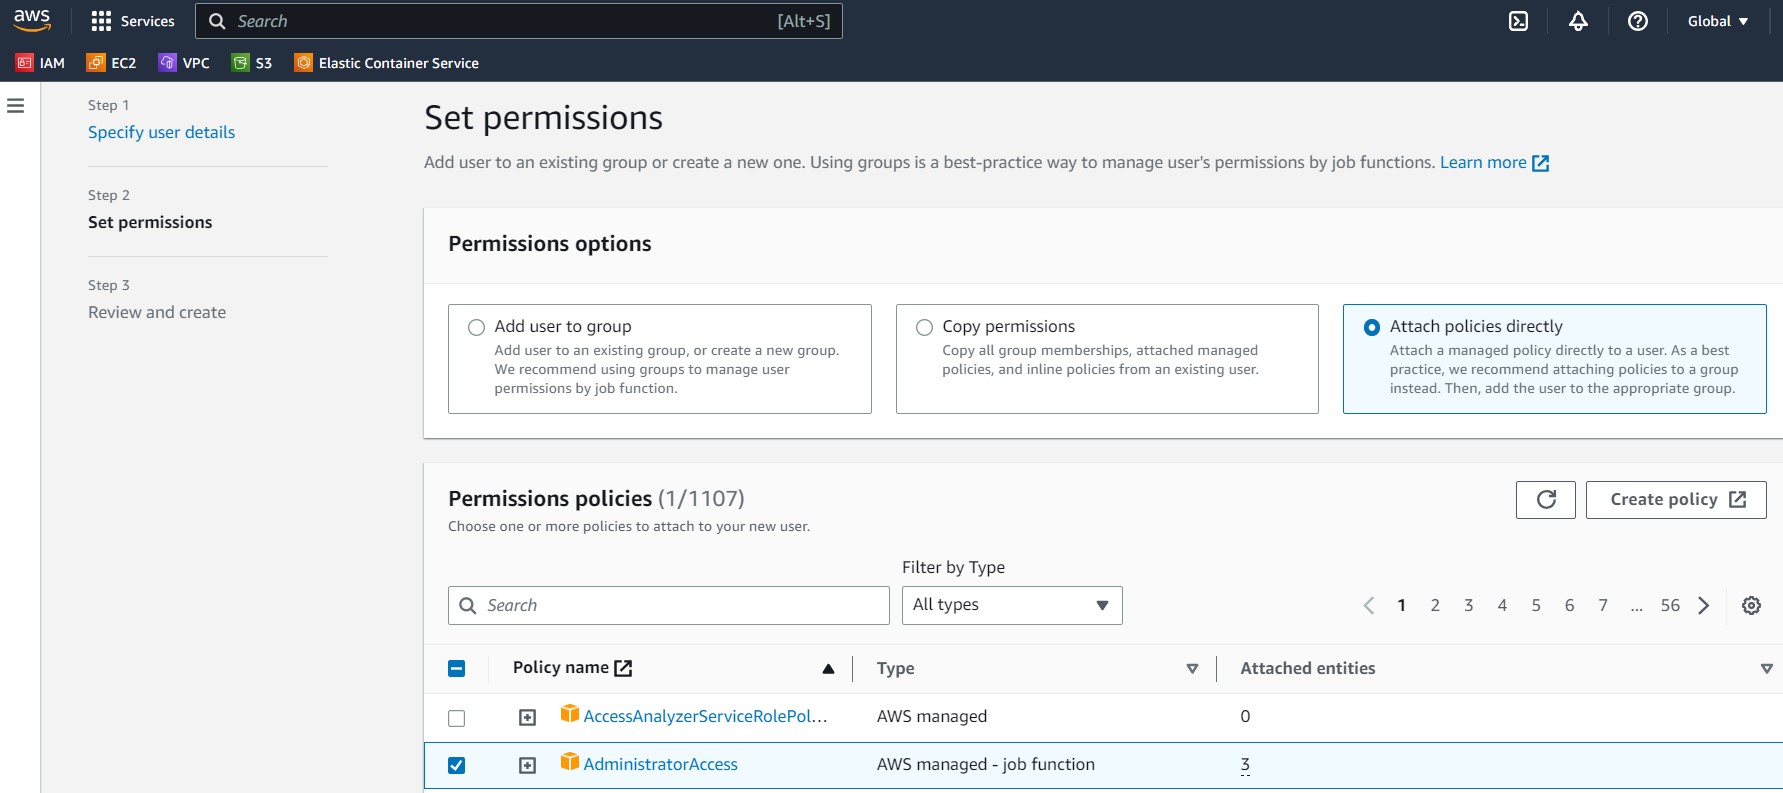 aws
Services
Search
[Alt+S]
Global
IAM
EC2
VPC
S3
Elastic Container Service
Step 1
Specify user details
Step 2
Set permissions
Step 3
Review and create
Set permissions
Add user to an existing group or create a new one. Using groups is a best-practice way to manage user's permissions by job functions. Learn more
Permissions options
Add user to group
Add user to an existing group, or create a new group.
We recommend using groups to manage user
permissions by job function.
Copy permissions
Copy all group memberships, attached managed
policies, and inline policies from an existing user.
Attach policies directly
Attach a managed policy directly to a user. As a best
practice, we recommend attaching policies to a group
instead. Then, add the user to the appropriate group.
Permissions policies (1/1107)
Choose one or more policies to attach to your new user.
Create policy
Filter by Type
Search
All types
1 2 3 4 5 6 7 ... 56
Policy name
Type
Attached entities
AccessAnalyzerServiceRolePol...
AWS managed
0
AdministratorAccess
AWS managed - job function
3